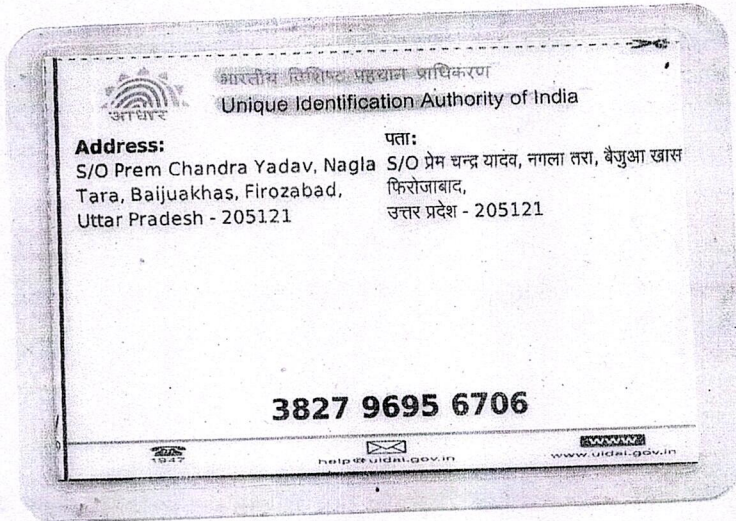 भारतीय विशिष्ट पहचान प्राधिकरण
Unique Identification Authority of India
आधार
Address:
S/O Prem Chandra Yadav, Nagla
Tara, Baijuakhas, Firozabad,
Uttar Pradesh - 205121
पता:
S/O प्रेम चन्द्र यादव, नगला तरा, बैजुआ खास
फिरोजाबाद,
उत्तर प्रदेश - 205121
3827 9695 6706
1947
help@uidai.gov.in
WWW
www.uidai.gov.in